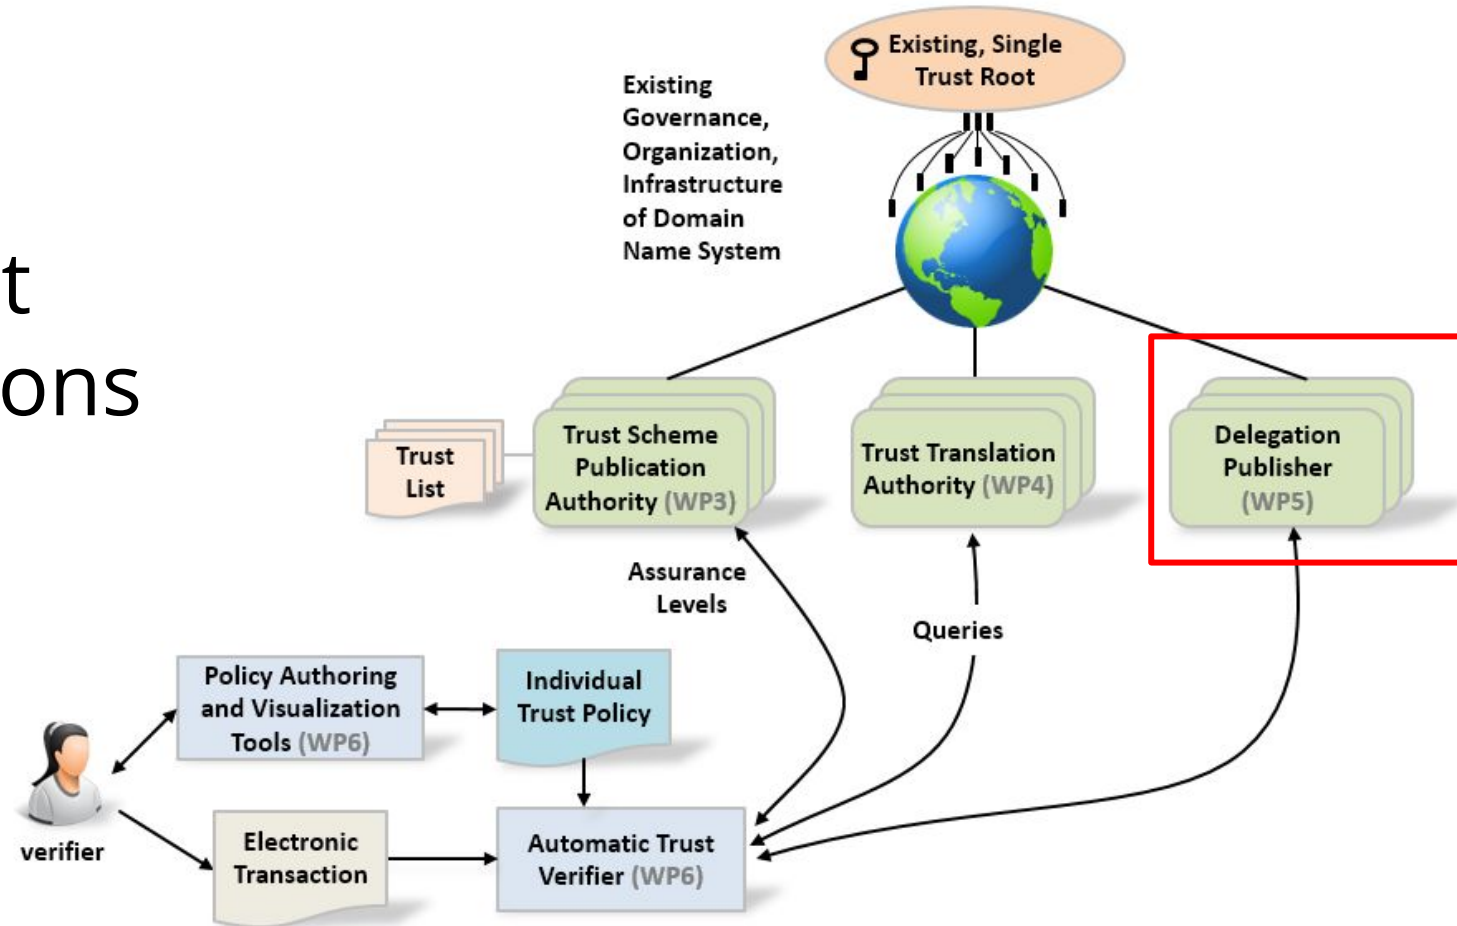 Existing, Single
Trust Root
Existing
Governance,
Organization,
Infrastructure
of Domain
Name System
t
ons
Trust
List
Trust Scheme
Publication
Authority (WP3)
Trust Translation
Authority (WP4)
Delegation
Publisher
(WP5)
Assurance
Levels
Queries
Policy Authoring
and Visualization
Tools (WP6)
Individual
Trust Policy
verifier
Electronic
Transaction
Automatic Trust
Verifier (WP6)